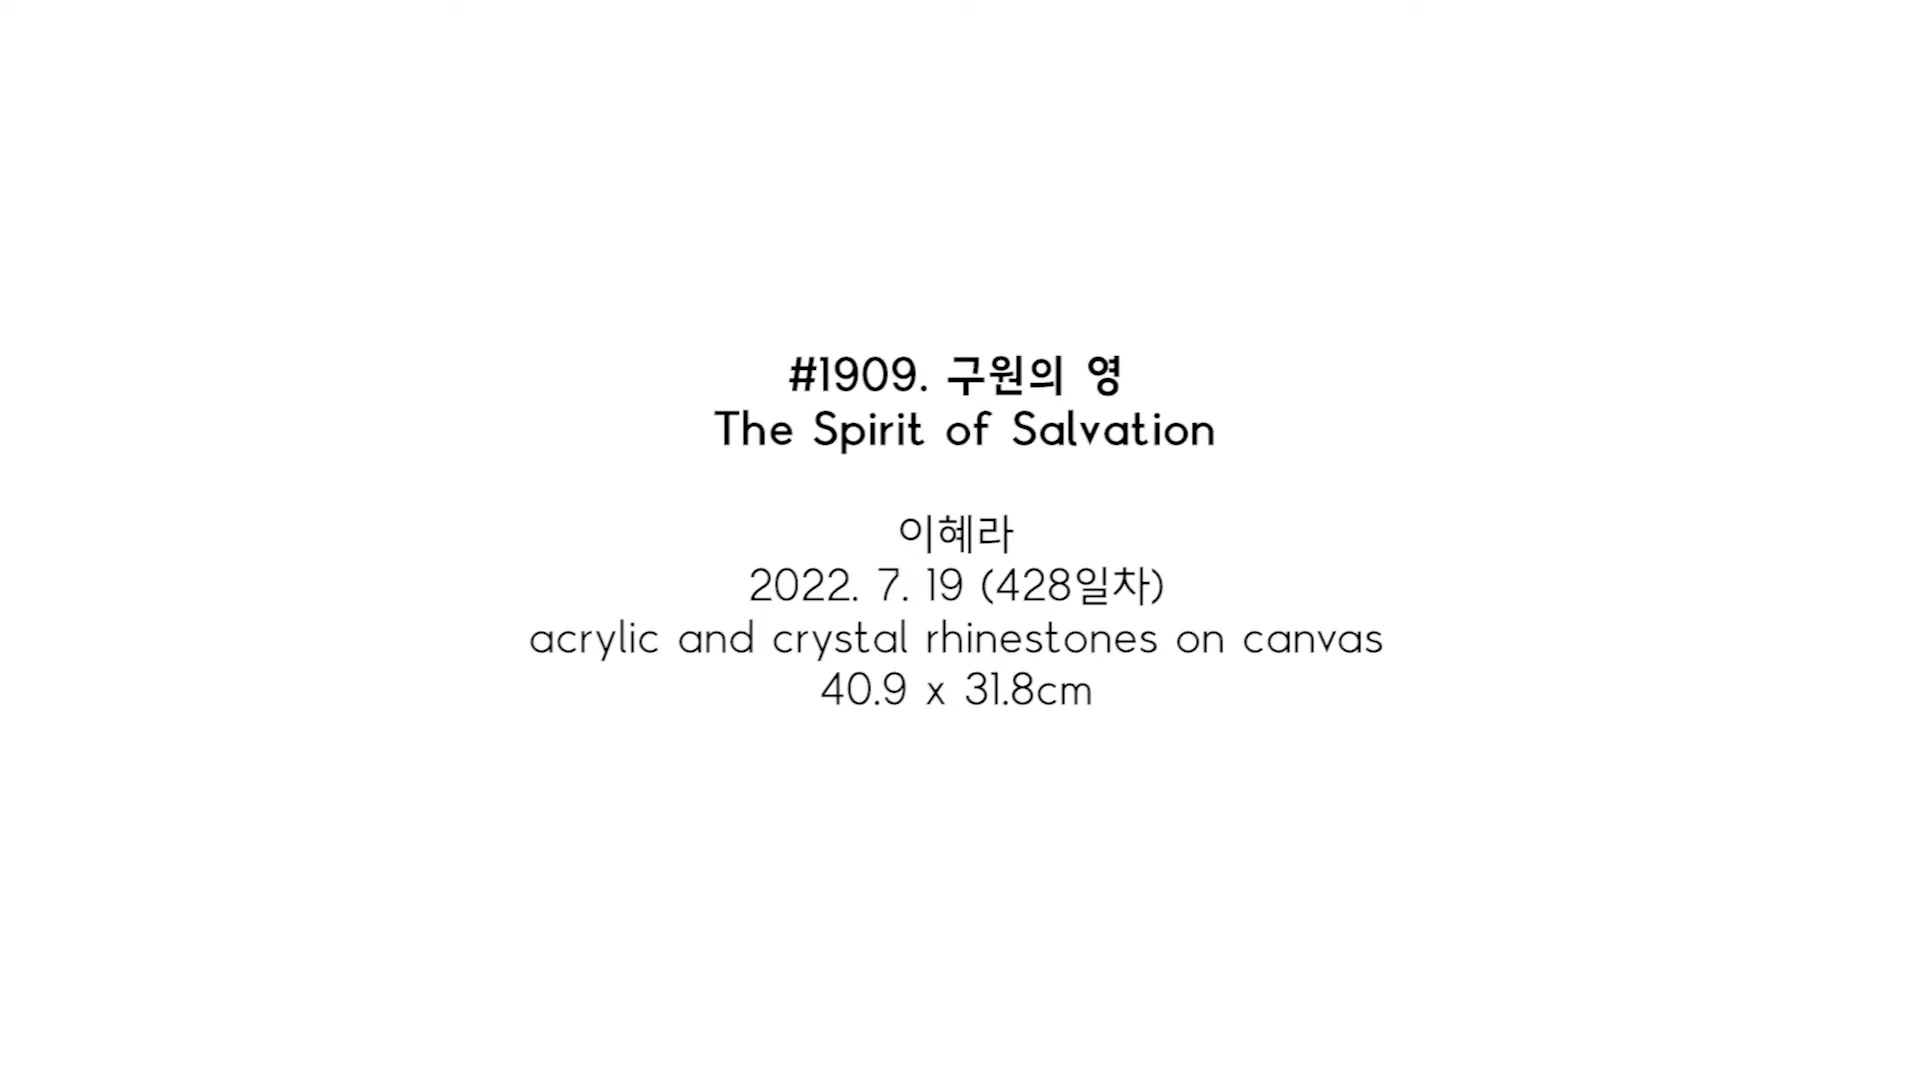 #1909. 구원의 영
The Spirit of Salvation
이혜라
2022. 7. 19 (428일차)
acrylic and crystal rhinestones on canvas
40.9 x 31.8cm